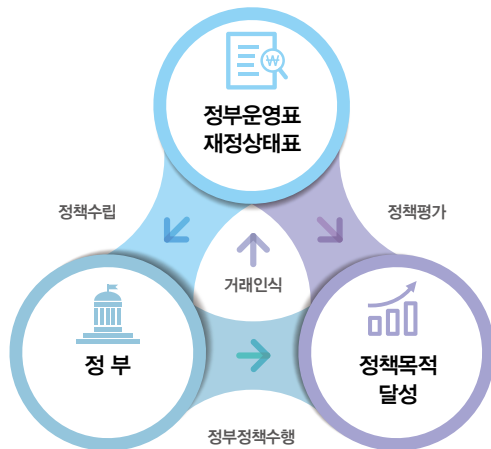 ₩
정부운영표
재정상태표
정책수립
정책평가
거래인식
정 부
정책목적
달성
정부정책수행